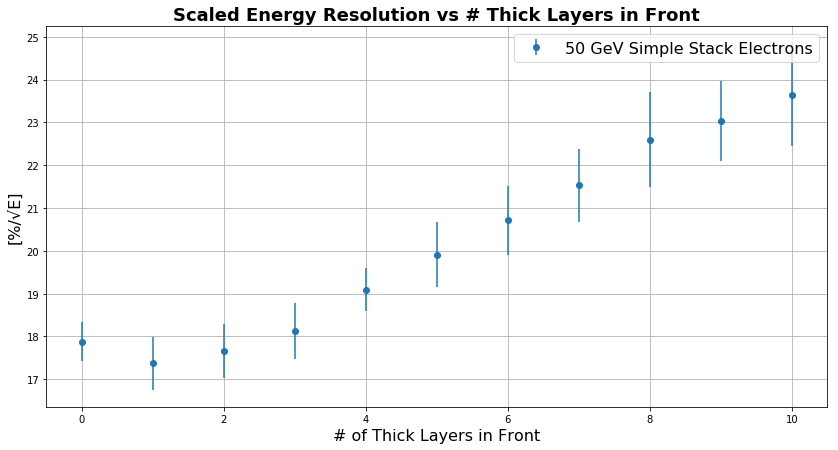 Scaled Energy Resolution vs # Thick Layers in Front
50 GeV Simple Stack Electrons
[%/√E]
25
24
23
22
21
20
19
18
17
0 2 4 6 8 10
# of Thick Layers in Front